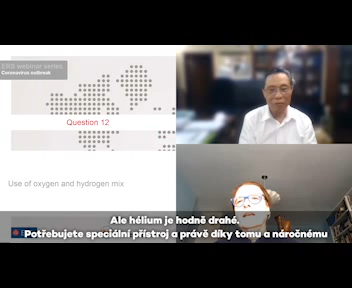 ERS webinar series
Coronavirus outbreak
Question 12
Use of oxygen and hydrogen mix
Ale hélium je hodně drahé.
Potřebujete speciální přístroj a právě díky tomu a náročnému